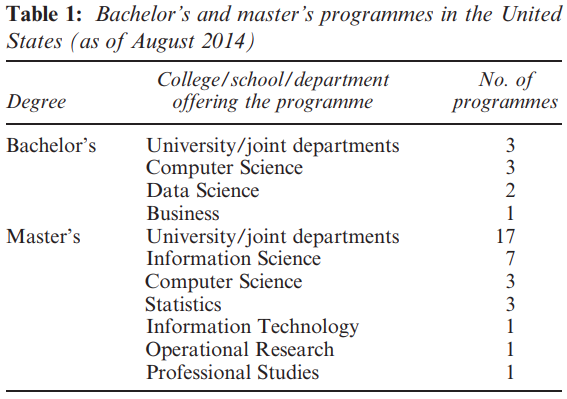 Table 1: Bachelor's and master's programmes in the United
States (as of August 2014)
College/school/department No. of
Degree offering the programme programmes
Bachelor's University/joint departments 3
Computer Science 3
Data Science 2
Business 1
Master's University/joint departments 17
Information Science 7
Computer Science 3
Statistics 3
Information Technology 1
Operational Research 1
Professional Studies 1